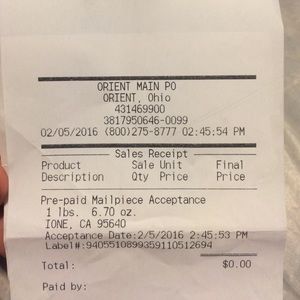 ORIENT MAIN PO
ORIENT, Ohio
431469900
3817950646-0099
02/05/2016 (800)275-8777 02:45:54 PM
Sales Receipt
Product Sale Unit Final
Description Qty Price Price
Pre-paid Mailpiece Acceptance
1 lbs. 6.70 oz.
IONE, CA 95640
Acceptance Date:2/5/2016 2:45:53 PM
Label#:9405510899359110512694
Total: $0.00
Paid by: